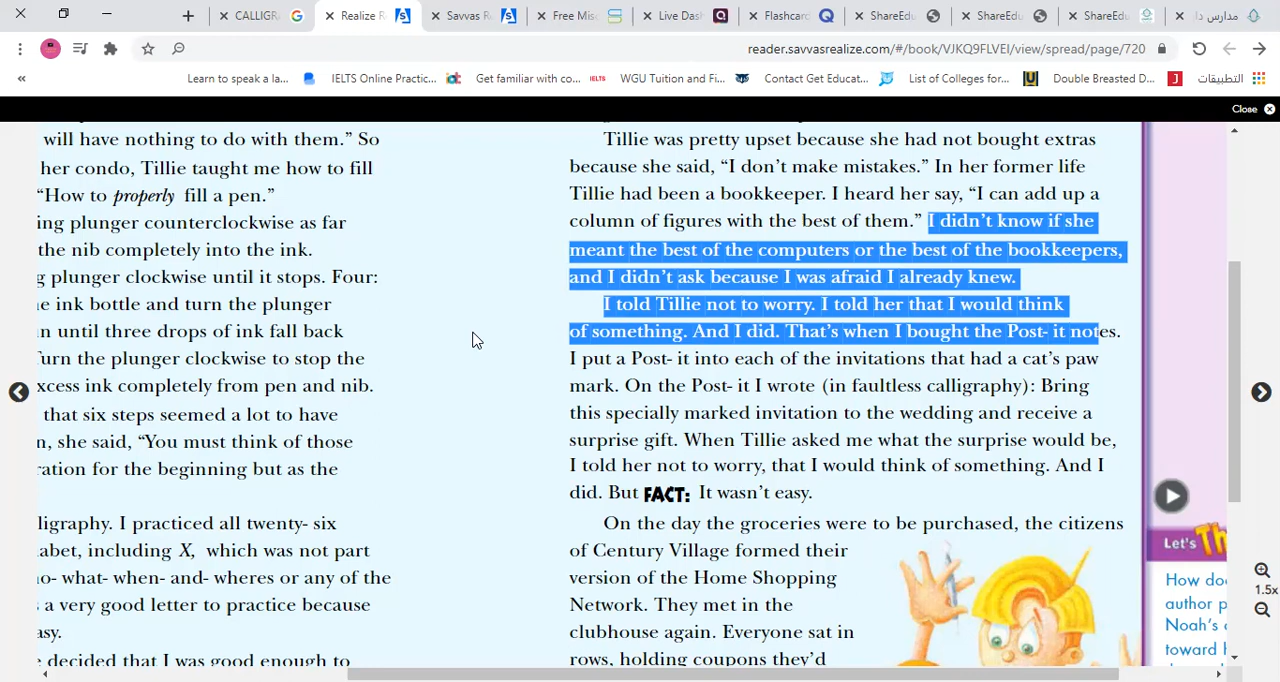 CALLIGR
Realize R
Savvas R
Free Mis
Live Das
Flashcard
ShareEdu
ShareEdu
ShareEdu
مدارس دا
reader.savvasrealize.com/#/book/VJKQ9FLVEI/view/spread/page/720
«
Learn to speak a la...
IELTS Online Practic...
Get familiar with co...
IELTS
WGU Tuition and Fi...
Contact Get Educat...
List of Colleges for...
Double Breasted D...
التطبيقات
Close
will have nothing to do with them.” So
her condo, Tillie taught me how to fill
“How to properly fill a pen.”
ing plunger counterclockwise as far
the nib completely into the ink.
g plunger clockwise until it stops. Four:
e ink bottle and turn the plunger
n until three drops of ink fall back
Turn the plunger clockwise to stop the
xcess ink completely from pen and nib.
that six steps seemed a lot to have
n, she said, “You must think of those
ration for the beginning but as the
ligraphy. I practiced all twenty- six
abet, including X, which was not part
ho- what- when- and- wheres or any of the
s a very good letter to practice because
asy.
e decided that I was good enough to
Tillie was pretty upset because she had not bought extras
because she said, “I don’t make mistakes.” In her former life
Tillie had been a bookkeeper. I heard her say, “I can add up a
column of figures with the best of them.” I didn’t know if she
meant the best of the computers or the best of the bookkeepers,
and I didn’t ask because I was afraid I already knew.
I told Tillie not to worry. I told her that I would think
of something. And I did. That’s when I bought the Post- it notes.
I put a Post- it into each of the invitations that had a cat’s paw
mark. On the Post- it I wrote (in faultless calligraphy): Bring
this specially marked invitation to the wedding and receive a
surprise gift. When Tillie asked me what the surprise would be,
I told her not to worry, that I would think of something. And I
did. But FACT: It wasn’t easy.
On the day the groceries were to be purchased, the citizens
of Century Village formed their
version of the Home Shopping
Network. They met in the
clubhouse again. Everyone sat in
rows, holding coupons they’d
Let's Th
How doe
author p
Noah's
toward h
1.5x